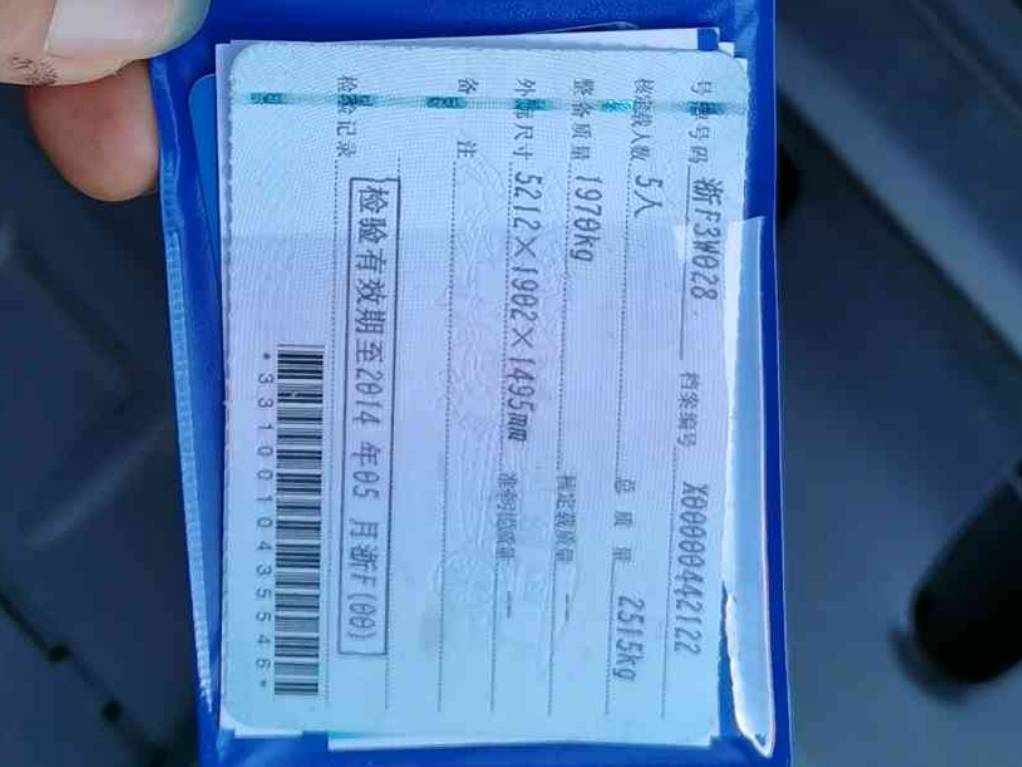 号牌号码 浙F3W028 档案编号 X000000442122
核定载人数 5人 总质量 2515kg
整备质量 1970kg 核定载质量 --
外廓尺寸 5212×1902×1495mm 准牵引总质量 --
备注
检验记录
检验有效期至2014年05月浙F(00)
*3310010435546*